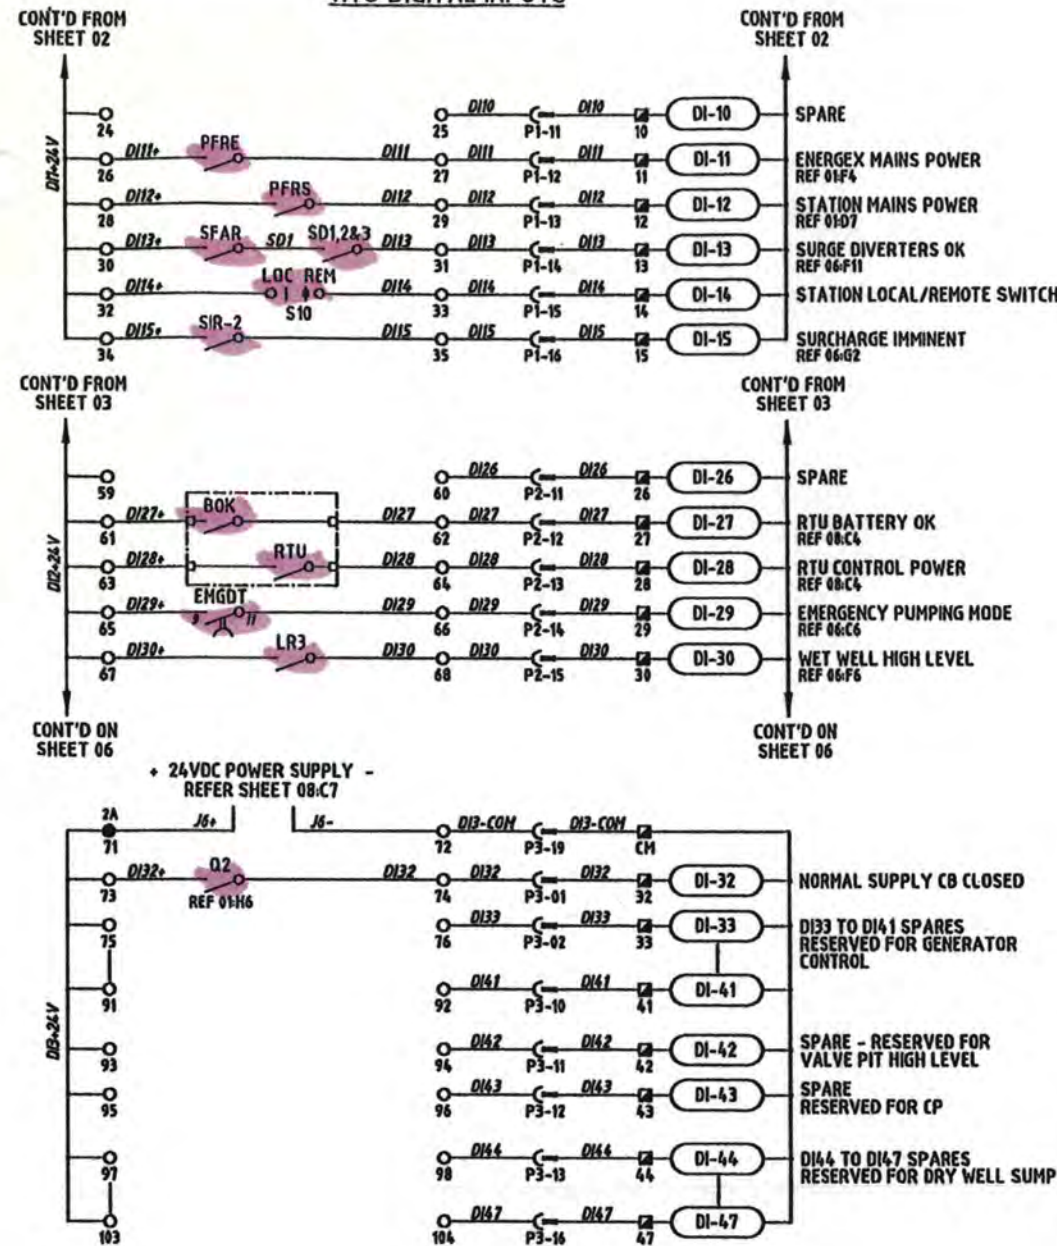 CONT'D FROM
SHEET 02
CONT'D FROM
SHEET 02
DI1+24V
24 25 DI10 P1-11 DI10 10 DI-10 SPARE
26 DI11+ PFRE DI11 27 DI11 P1-12 DI11 11 DI-11 ENERGEX MAINS POWER
REF 01:F4
28 DI12+ PFRS DI12 29 DI12 P1-13 DI12 12 DI-12 STATION MAINS POWER
REF 01:D7
30 DI13+ SFAR SD1 SD1,2&3 DI13 31 DI13 P1-14 DI13 13 DI-13 SURGE DIVERTERS OK
REF 06:F11
32 DI14+ LOC REM S10 DI14 33 DI14 P1-15 DI14 14 DI-14 STATION LOCAL/REMOTE SWITCH
34 DI15+ SIR-2 DI15 35 DI15 P1-16 DI15 15 DI-15 SURCHARGE IMMINENT
REF 06:G2
CONT'D FROM
SHEET 03
CONT'D FROM
SHEET 03
DI2+24V
59 60 DI26 P2-11 DI26 26 DI-26 SPARE
61 DI27+ BOK DI27 62 DI27 P2-12 DI27 27 DI-27 RTU BATTERY OK
REF 08:C4
63 DI28+ RTU DI28 64 DI28 P2-13 DI28 28 DI-28 RTU CONTROL POWER
REF 08:C4
65 DI29+ EMGDT 9 11 DI29 66 DI29 P2-14 DI29 29 DI-29 EMERGENCY PUMPING MODE
REF 06:C6
67 DI30+ LR3 DI30 68 DI30 P2-15 DI30 30 DI-30 WET WELL HIGH LEVEL
REF 06:F6
CONT'D ON
SHEET 06
CONT'D ON
SHEET 06
+ 24VDC POWER SUPPLY -
REFER SHEET 08:C7
DI3+24V
2A 71 J6+ J6- 72 DI3-COM P3-19 DI3-COM CM
73 DI32+ Q2 DI32 74 DI32 P3-01 DI32 32 DI-32 NORMAL SUPPLY CB CLOSED
REF 01:H6
75 76 DI33 P3-02 DI33 33 DI-33 DI33 TO DI41 SPARES
RESERVED FOR GENERATOR
CONTROL
91 92 DI41 P3-10 DI41 41 DI-41
93 94 DI42 P3-11 DI42 42 DI-42 SPARE - RESERVED FOR
VALVE PIT HIGH LEVEL
95 96 DI43 P3-12 DI43 43 DI-43 SPARE
RESERVED FOR CP
97 98 DI44 P3-13 DI44 44 DI-44 DI44 TO DI47 SPARES
RESERVED FOR DRY WELL SUMP
103 104 DI47 P3-16 DI47 47 DI-47